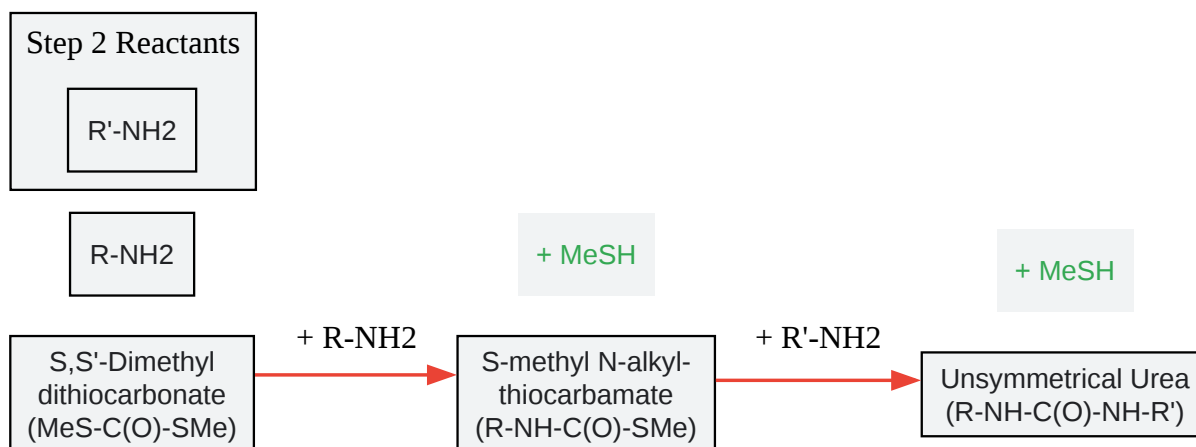 Step 2 Reactants
R'-NH2
R-NH2
+ MeSH
+ MeSH
+ R-NH2
+ R'-NH2
S,S'-Dimethyl
dithiocarbonate
(MeS-C(O)-SMe)
S-methyl N-alkyl-
thiocarbamate
(R-NH-C(O)-SMe)
Unsymmetrical Urea
(R-NH-C(O)-NH-R')